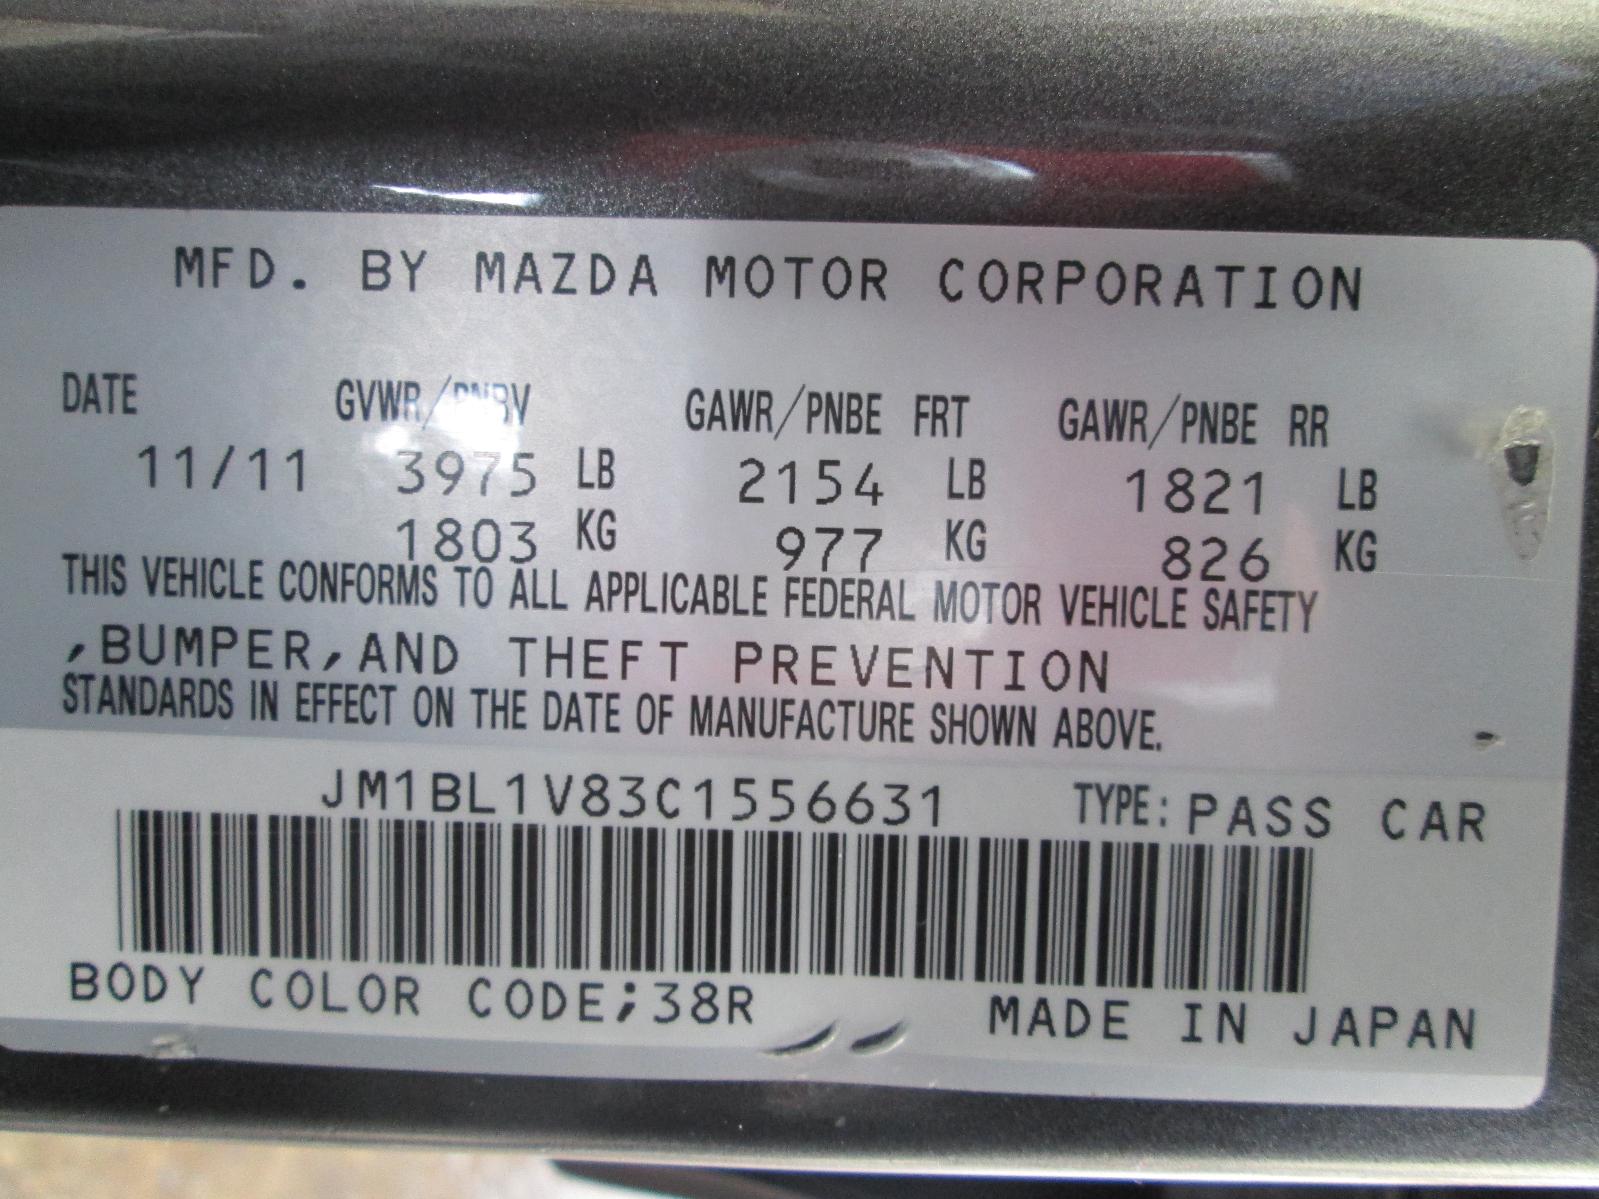 MFD. BY MAZDA MOTOR CORPORATION
DATE GVWR/PNBV GAWR/PNBE FRT GAWR/PNBE RR
11/11 3975 LB 2154 LB 1821 LB
1803 KG 977 KG 826 KG
THIS VEHICLE CONFORMS TO ALL APPLICABLE FEDERAL MOTOR VEHICLE SAFETY
,BUMPER,AND THEFT PREVENTION
STANDARDS IN EFFECT ON THE DATE OF MANUFACTURE SHOWN ABOVE.
JM1BL1V83C1556631 TYPE: PASS CAR
BODY COLOR CODE;38R MADE IN JAPAN